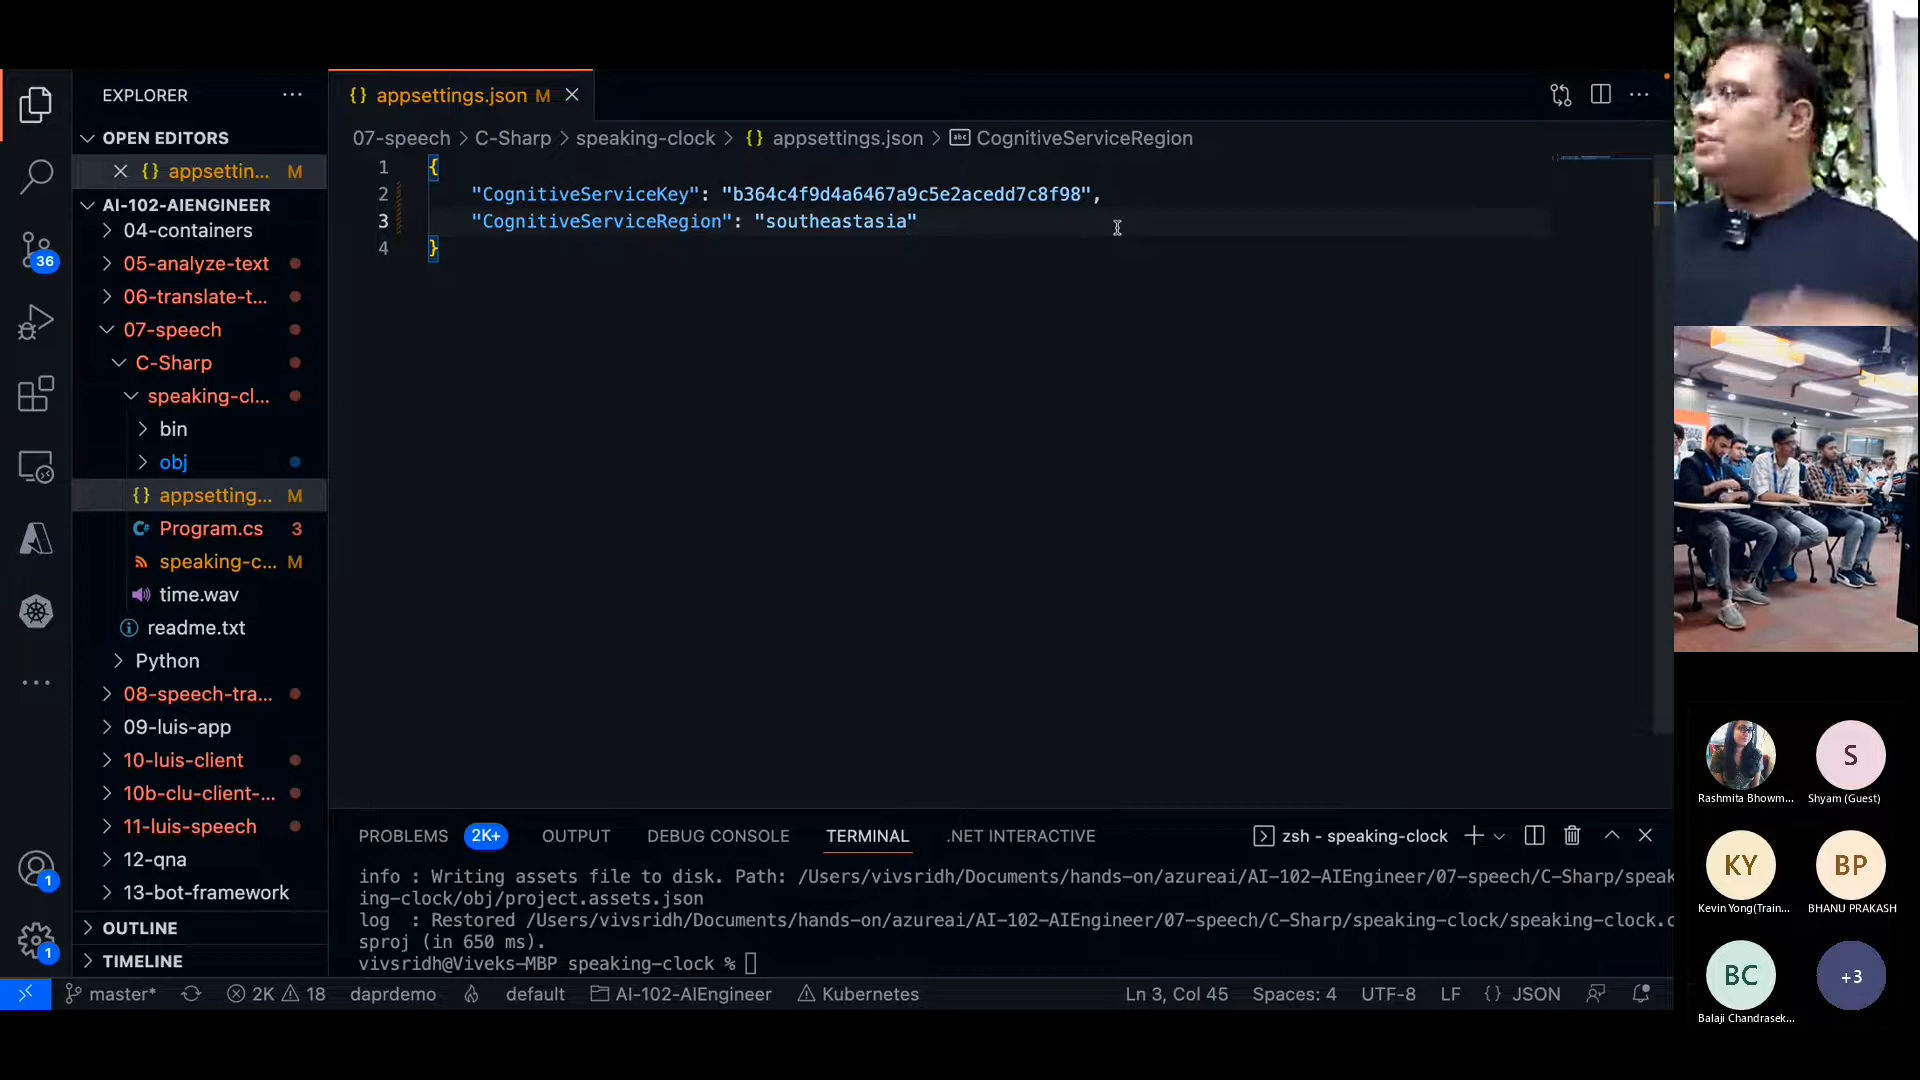 EXPLORER
OPEN EDITORS
appsettin... M
AI-102-AIENGINEER
04-containers
05-analyze-text
06-translate-t...
07-speech
C-Sharp
speaking-cl...
bin
obj
appsetting... M
Program.cs 3
speaking-c... M
time.wav
readme.txt
Python
08-speech-tra...
09-luis-app
10-luis-client
10b-clu-client-...
11-luis-speech
12-qna
13-bot-framework
OUTLINE
TIMELINE
36
1
1
{} appsettings.json M
07-speech > C-Sharp > speaking-clock > {} appsettings.json > abc CognitiveServiceRegion
1 {
2 "CognitiveServiceKey": "b364c4f9d4a6467a9c5e2acedd7c8f98",
3 "CognitiveServiceRegion": "southeastasia"
4 }
PROBLEMS 2K+ OUTPUT DEBUG CONSOLE TERMINAL .NET INTERACTIVE zsh - speaking-clock
info : Writing assets file to disk. Path: /Users/vivsridh/Documents/hands-on/azureai/AI-102-AIEngineer/07-speech/C-Sharp/speak
ing-clock/obj/project.assets.json
log : Restored /Users/vivsridh/Documents/hands-on/azureai/AI-102-AIEngineer/07-speech/C-Sharp/speaking-clock/speaking-clock.c
sproj (in 650 ms).
vivsridh@Viveks-MBP speaking-clock %
master* 2K 18 daprdemo default AI-102-AIEngineer Kubernetes Ln 3, Col 45 Spaces: 4 UTF-8 LF {} JSON
S
Rashmita Bhowm... Shyam (Guest)
KY BP
Kevin Yong(Train... BHANU PRAKASH
BC +3
Balaji Chandrasek...